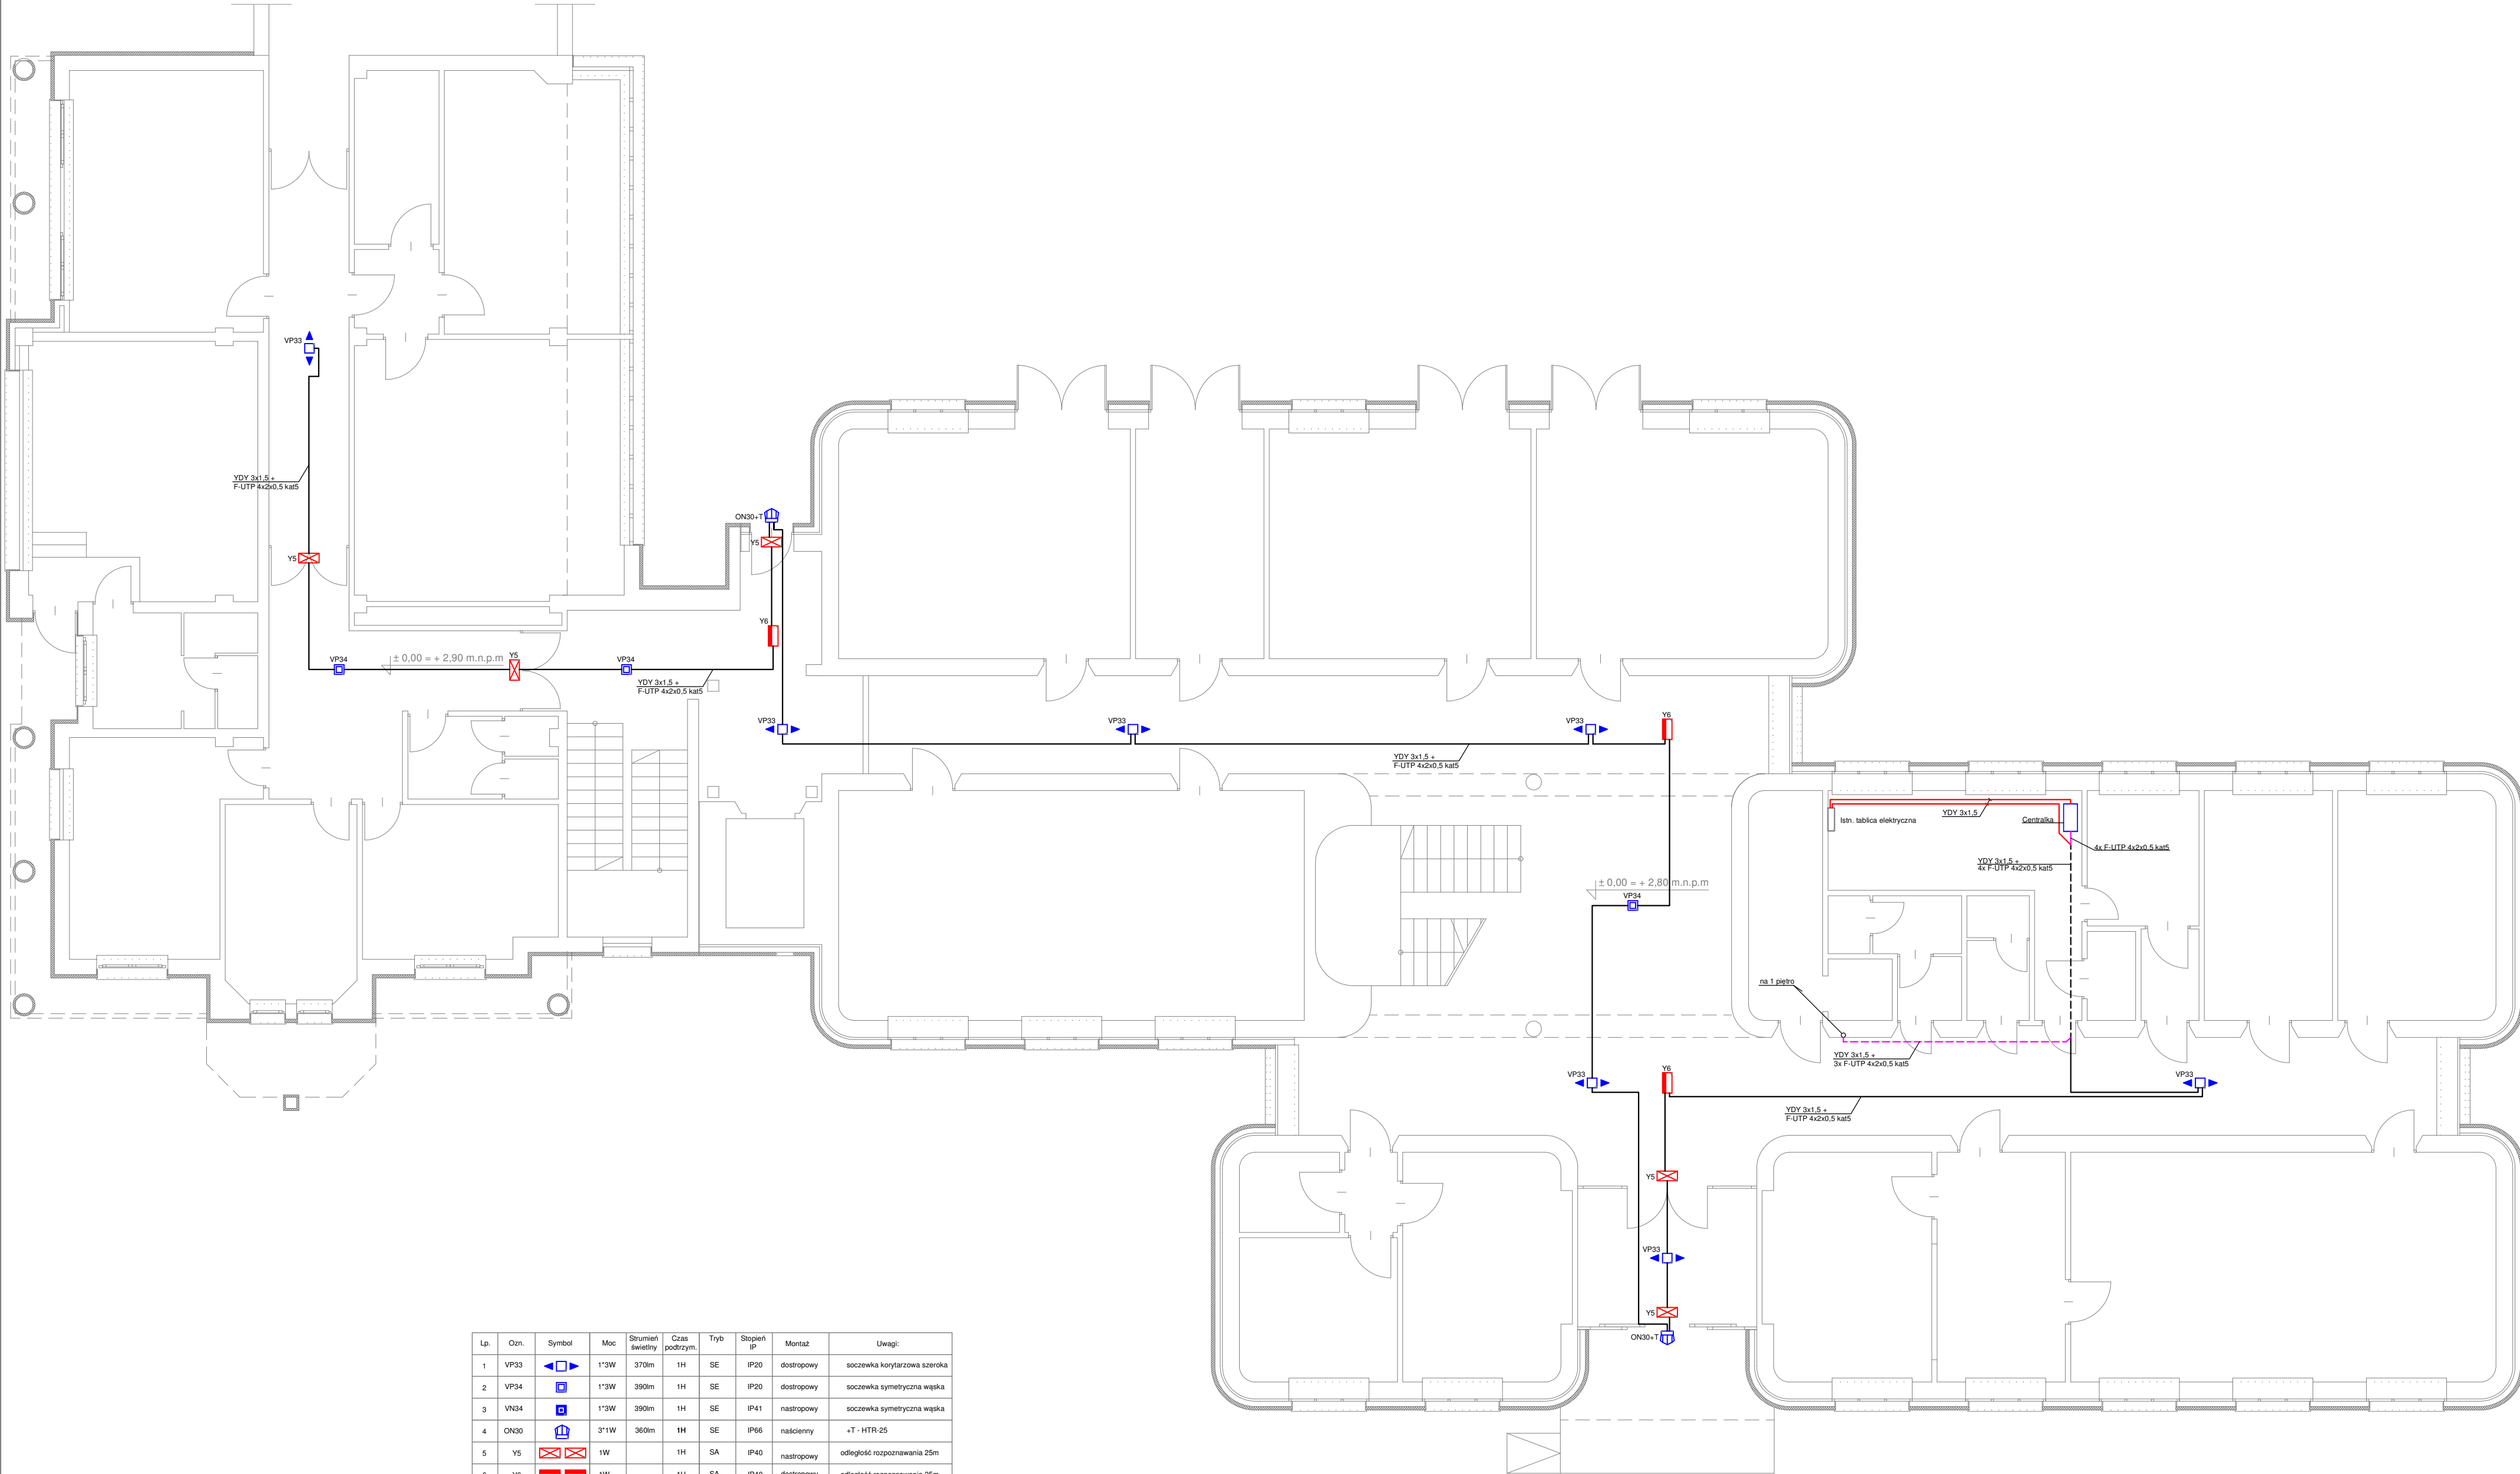 VP33
YDY 3x1,5 +
F-UTP 4x2x0,5 kat5
Y5
ON30+T
Y5
Y6
VP34
± 0,00 = + 2,90 m.n.p.m
Y5
VP34
YDY 3x1,5 +
F-UTP 4x2x0,5 kat5
VP33
VP33
VP33
Y6
YDY 3x1,5 +
F-UTP 4x2x0,5 kat5
Istn. tablica elektryczna
YDY 3x1,5
Centralka
4x F-UTP 4x2x0,5 kat5
YDY 3x1,5 +
4x F-UTP 4x2x0,5 kat5
± 0,00 = + 2,80 m.n.p.m
VP34
na 1 piętro
YDY 3x1,5 +
3x F-UTP 4x2x0,5 kat5
VP33
Y6
VP33
YDY 3x1,5 +
F-UTP 4x2x0,5 kat5
Y5
VP33
Y5
ON30+T
Lp. Ozn. Symbol Moc Strumień świetlny Czas podtrzym. Tryb Stopień IP Montaż Uwagi:
1 VP33 1*3W 370lm 1H SE IP20 dostropowy soczewka korytarzowa szeroka
2 VP34 1*3W 390lm 1H SE IP20 dostropowy soczewka symetryczna wąska
3 VN34 1*3W 390lm 1H SE IP41 nastropowy soczewka symetryczna wąska
4 ON30 3*1W 360lm 1H SE IP66 naścienny +T - HTR-25
5 Y5 1W 1H SA IP40 nastropowy odległość rozpoznawania 25m